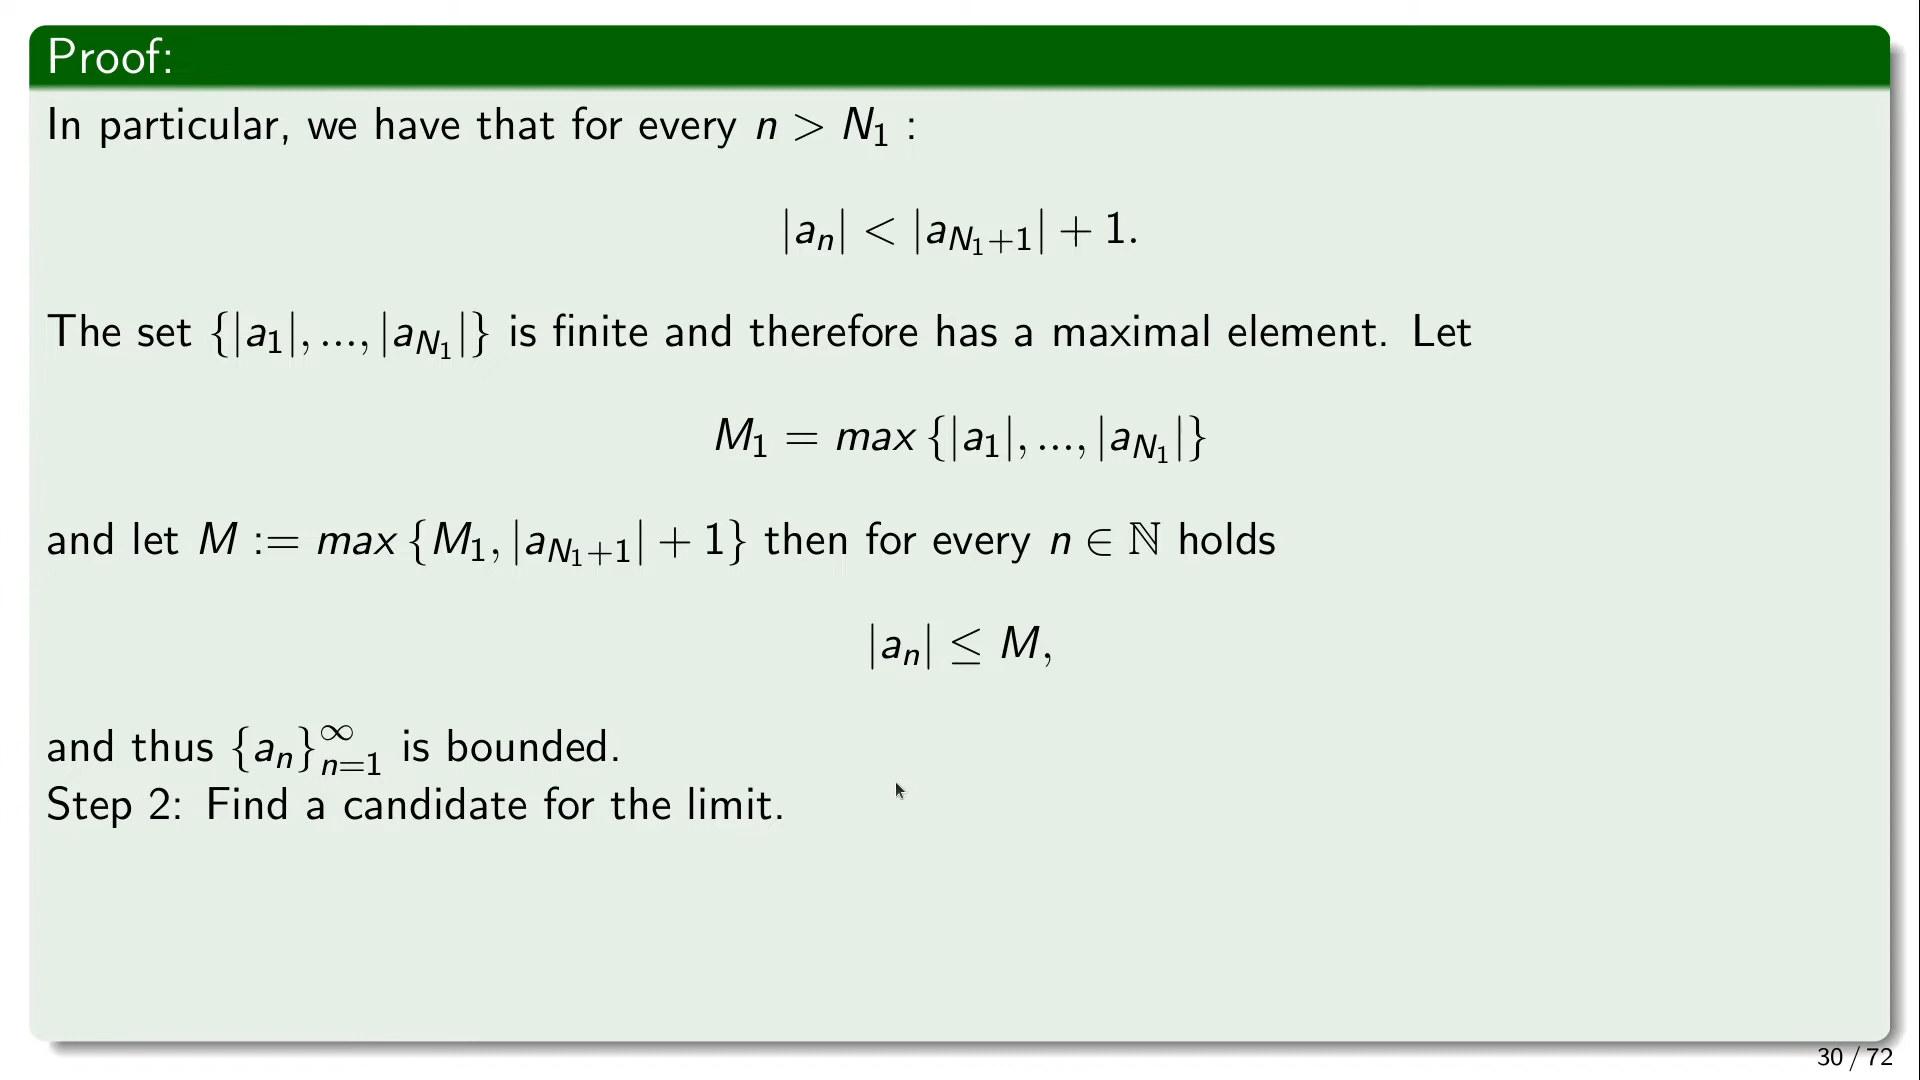 Proof:
In particular, we have that for every n > N₁ :
|aₙ| < |a_{N₁+1}| + 1.
The set {|a₁|, ..., |a_{N₁}|} is finite and therefore has a maximal element. Let
M₁ = max {|a₁|, ..., |a_{N₁}|}
and let M := max {M₁, |a_{N₁+1}| + 1} then for every n ∈ ℕ holds
|aₙ| ≤ M,
and thus {aₙ}_{n=1}^∞ is bounded.
Step 2: Find a candidate for the limit.
30 / 72